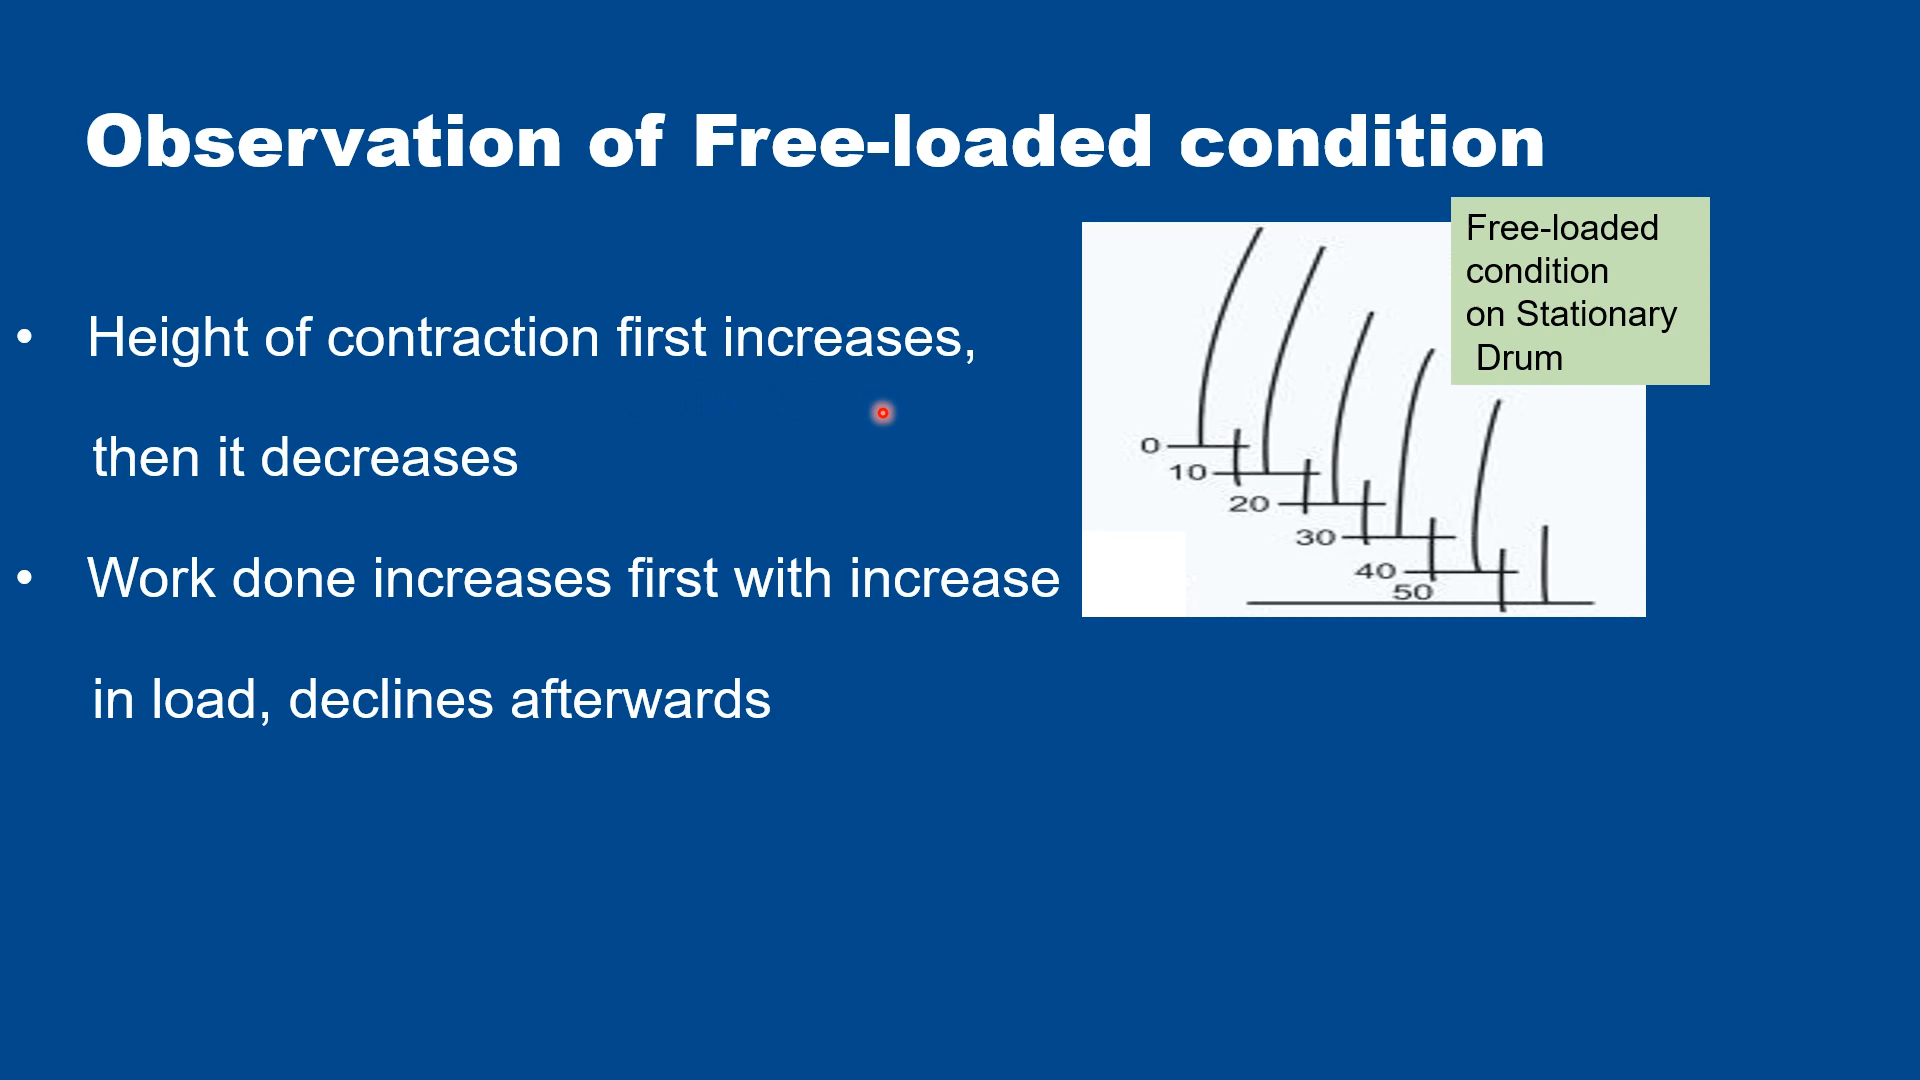 Observation of Free-loaded condition
Free-loaded
condition
on Stationary
Drum
• Height of contraction first increases,
then it decreases
• Work done increases first with increase
in load, declines afterwards
0
10
20
30
40
50